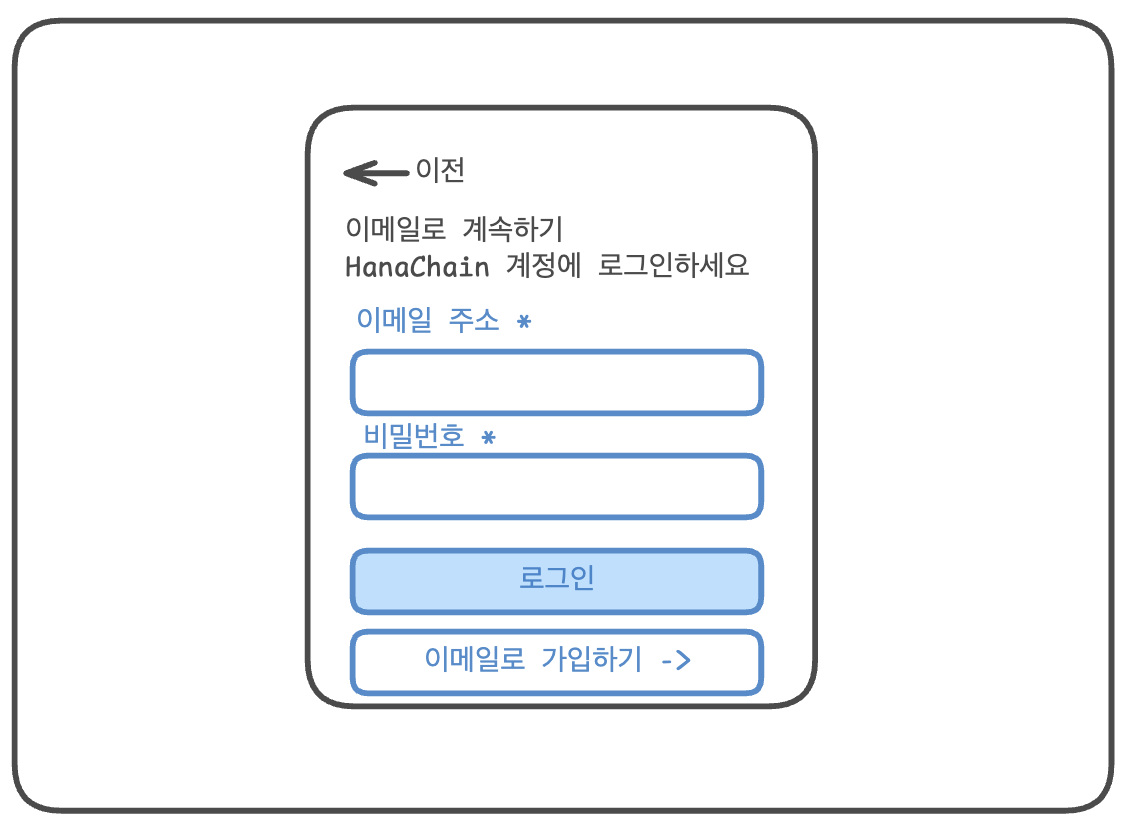 이전
이메일로 계속하기
HanaChain 계정에 로그인하세요
이메일 주소 *
비밀번호 *
로그인
이메일로 가입하기 ->